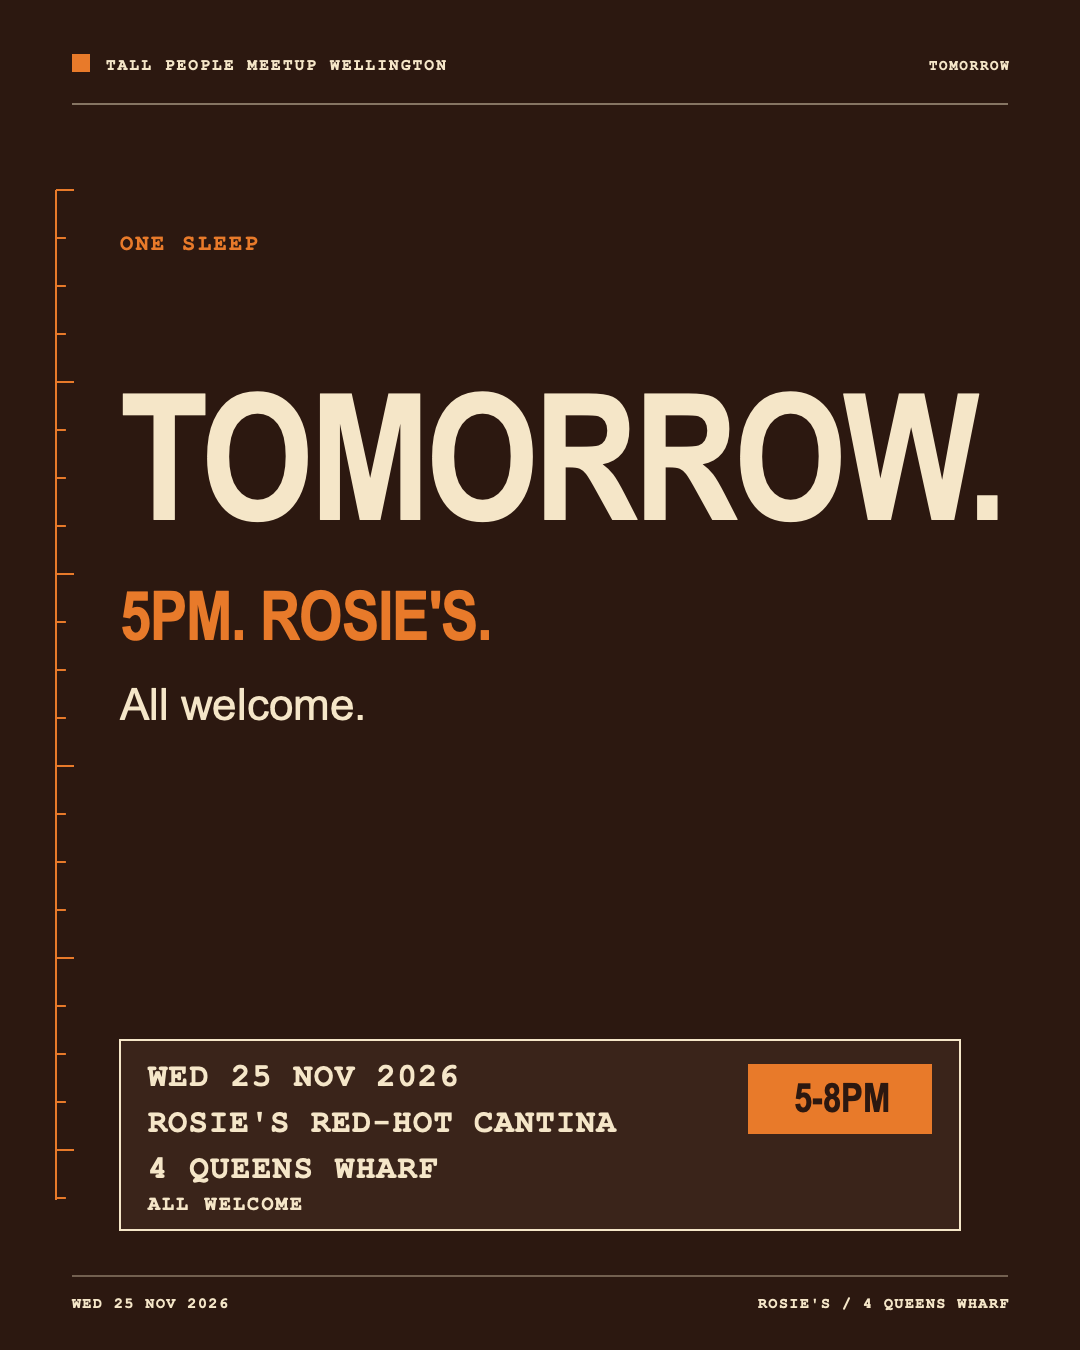 TALL PEOPLE MEETUP WELLINGTON
TOMORROW
ONE SLEEP
TOMORROW.
5PM. ROSIE'S.
All welcome.
WED 25 NOV 2026
5-8PM
ROSIE'S RED-HOT CANTINA
4 QUEENS WHARF
ALL WELCOME
WED 25 NOV 2026
ROSIE'S / 4 QUEENS WHARF